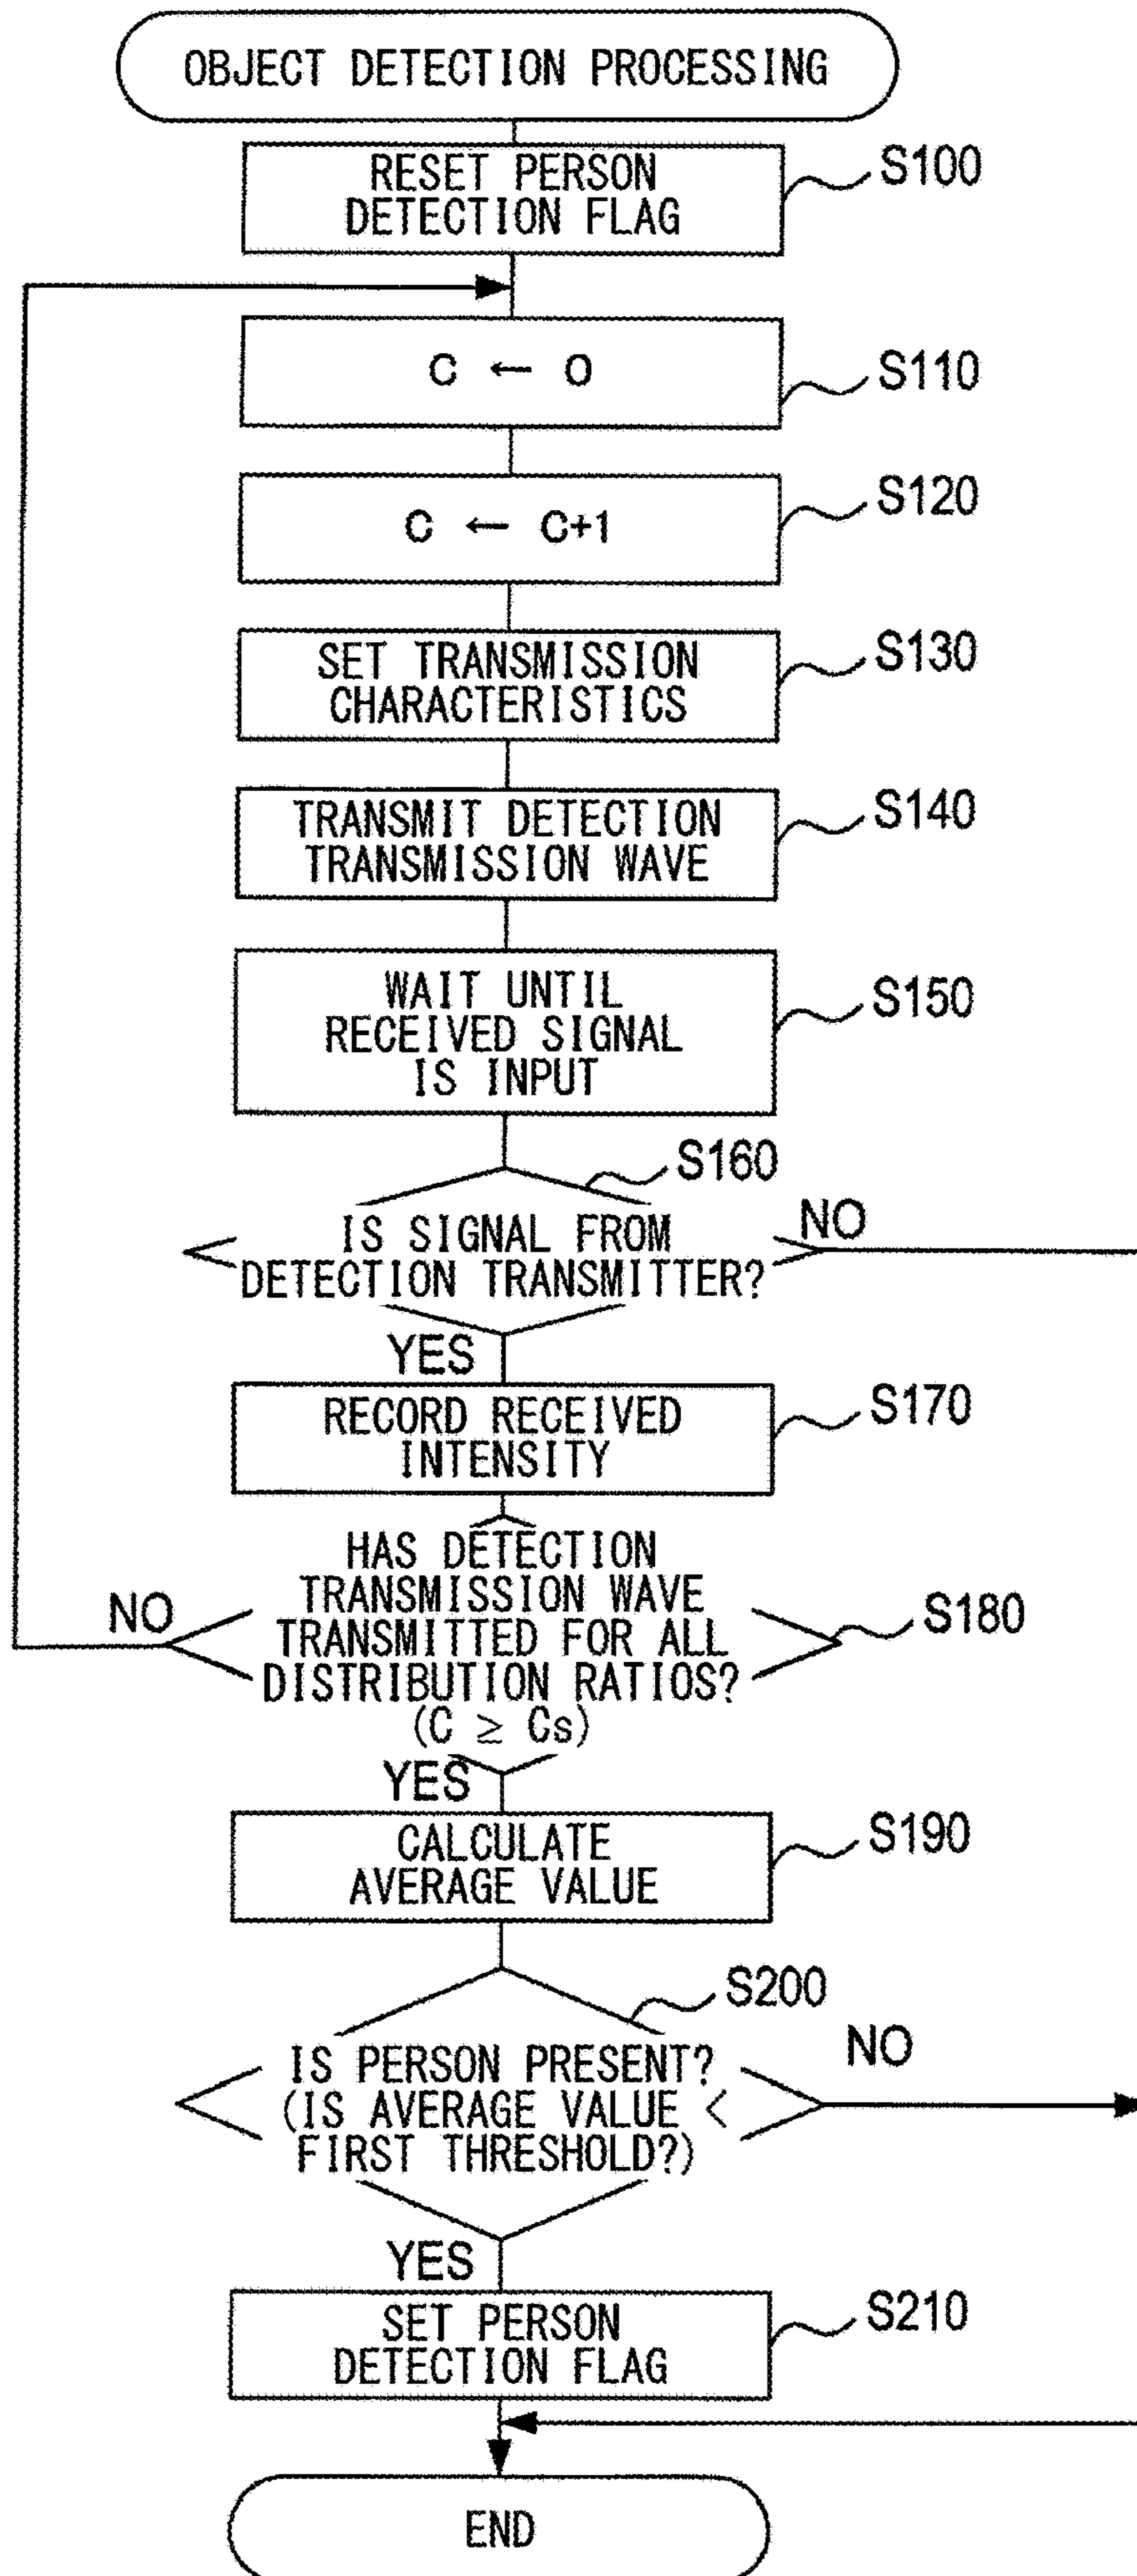 OBJECT DETECTION PROCESSING
RESET PERSON
DETECTION FLAG
S100
C ← 0
S110
C ← C+1
S120
SET TRANSMISSION
CHARACTERISTICS
S130
TRANSMIT DETECTION
TRANSMISSION WAVE
S140
WAIT UNTIL
RECEIVED SIGNAL
IS INPUT
S150
S160
IS SIGNAL FROM
DETECTION TRANSMITTER?
NO
YES
RECORD RECEIVED
INTENSITY
S170
HAS DETECTION
TRANSMISSION WAVE
TRANSMITTED FOR ALL
DISTRIBUTION RATIOS?
(C ≥ Cs)
NO
S180
YES
CALCULATE
AVERAGE VALUE
S190
S200
IS PERSON PRESENT?
(IS AVERAGE VALUE <
FIRST THRESHOLD?)
NO
YES
SET PERSON
DETECTION FLAG
S210
END